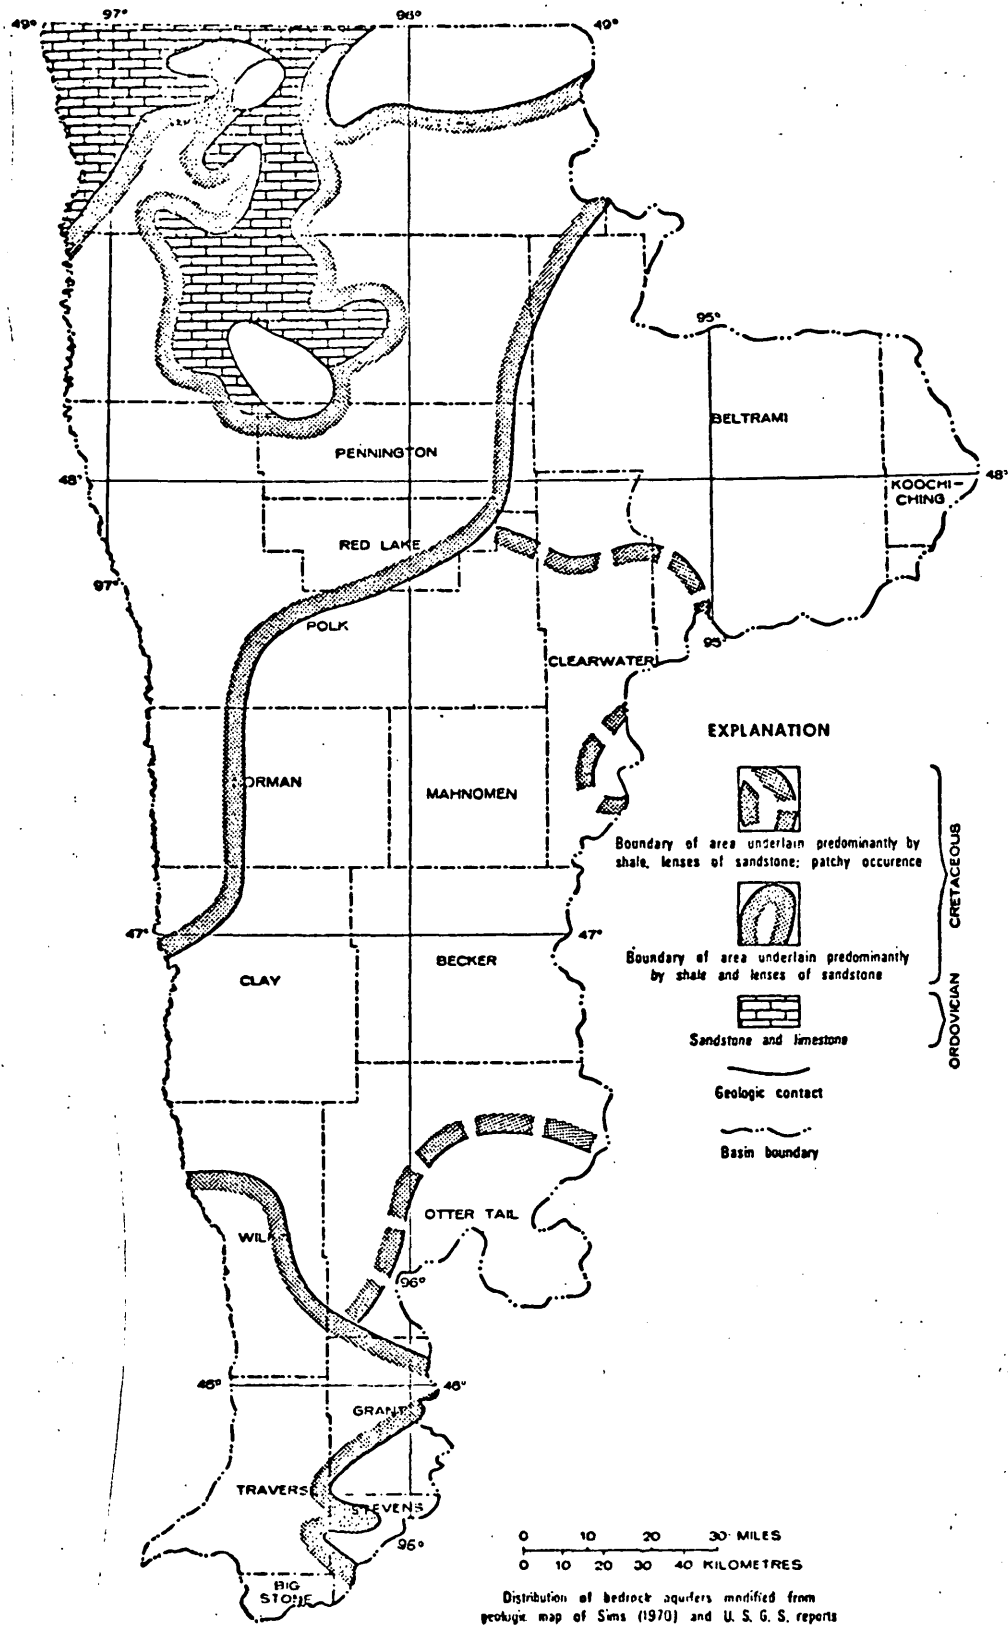 49° 97° 96° 49°
95°
BELTRAMI
PENNINGTON
48° 48°
KOOCHI-
CHING
RED LAKE
97°
POLK
95°
CLEARWATER
EXPLANATION
ORMAN
MAHNOMEN
Boundary of area underlain predominantly by
shale, lenses of sandstone; patchy occurence
CRETACEOUS
47° 47°
BECKER
Boundary of area underlain predominantly
by shale and lenses of sandstone
CLAY
ORDOVICIAN
Sandstone and limestone
Geologic contact
Basin boundary
OTTER TAIL
WIL
96°
46° 46°
GRANT
TRAVERS
STEVENS
96°
BIG
STONE
0 10 20 30 MILES
0 10 20 30 40 KILOMETRES
Distribution of bedrock aquifers modified from
geologic map of Sims (1970) and U. S. G. S. reports